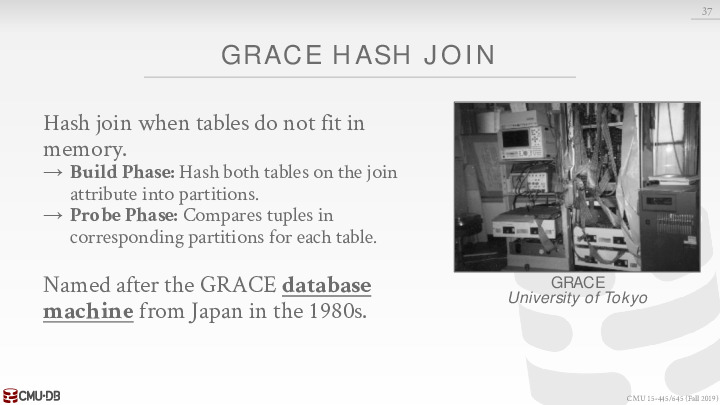 37
GRACE HASH JOIN
Hash join when tables do not fit in
memory.
→ Build Phase: Hash both tables on the join
attribute into partitions.
→ Probe Phase: Compares tuples in
corresponding partitions for each table.
Named after the GRACE database
machine from Japan in the 1980s.
GRACE
University of Tokyo
CMU·DB
CMU 15-445/645 (Fall 2019)